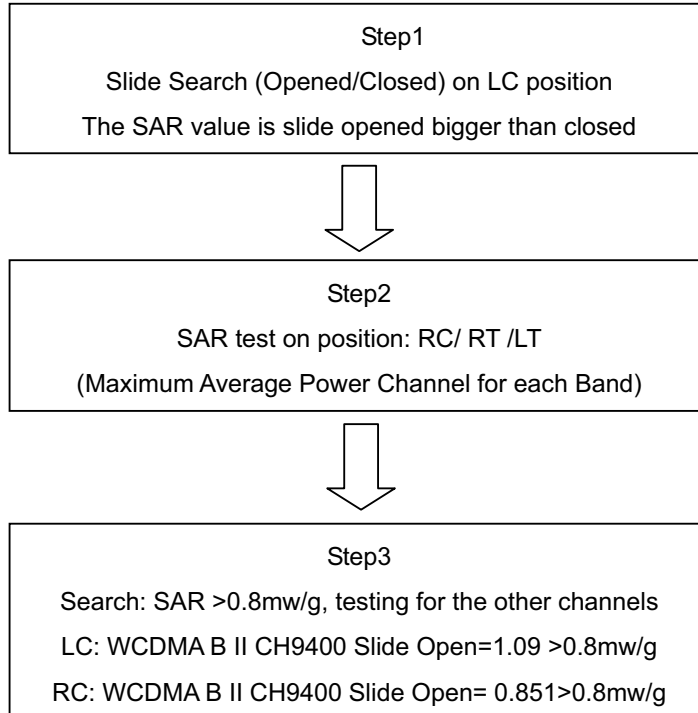 Step1
Slide Search (Opened/Closed) on LC position
The SAR value is slide opened bigger than closed
Step2
SAR test on position: RC/ RT /LT
(Maximum Average Power Channel for each Band)
Step3
Search: SAR >0.8mw/g, testing for the other channels
LC: WCDMA B II CH9400 Slide Open=1.09 >0.8mw/g
RC: WCDMA B II CH9400 Slide Open= 0.851>0.8mw/g